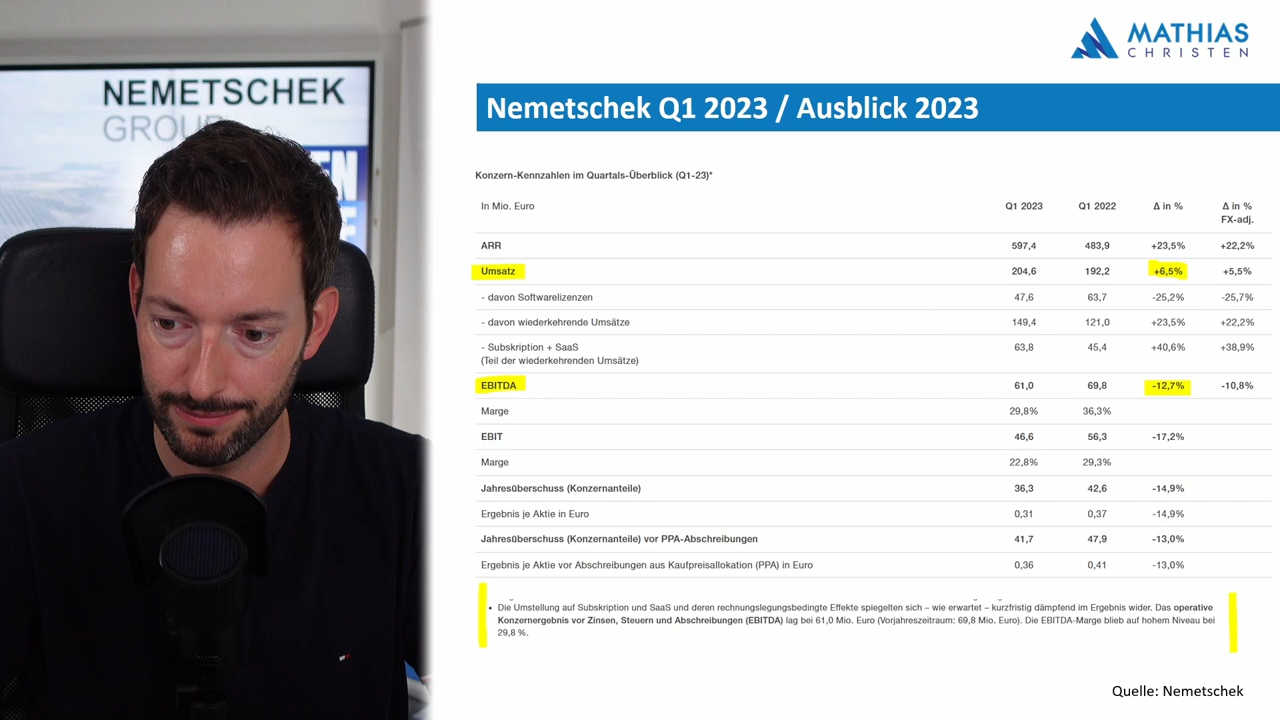 NEMETSCHEK
GROUP
EN
MATHIAS
CHRISTEN
Nemetschek Q1 2023 / Ausblick 2023
Konzern-Kennzahlen im Quartals-Überblick (Q1-23)*
In Mio. Euro Q1 2023 Q1 2022 Δ in % Δ in %
FX-adj.
ARR 597,4 483,9 +23,5% +22,2%
Umsatz 204,6 192,2 +6,5% +5,5%
- davon Softwarelizenzen 47,6 63,7 -25,2% -25,7%
- davon wiederkehrende Umsätze 149,4 121,0 +23,5% +22,2%
- Subskription + SaaS 63,8 45,4 +40,6% +38,9%
(Teil der wiederkehrenden Umsätze)
EBITDA 61,0 69,8 -12,7% -10,8%
Marge 29,8% 36,3%
EBIT 46,6 56,3 -17,2%
Marge 22,8% 29,3%
Jahresüberschuss (Konzernanteile) 36,3 42,6 -14,9%
Ergebnis je Aktie in Euro 0,31 0,37 -14,9%
Jahresüberschuss (Konzernanteile) vor PPA-Abschreibungen 41,7 47,9 -13,0%
Ergebnis je Aktie vor Abschreibungen aus Kaufpreisallokation (PPA) in Euro 0,36 0,41 -13,0%
• Die Umstellung auf Subskription und SaaS und deren rechnungslegungsbedingte Effekte spiegelten sich – wie erwartet – kurzfristig dämpfend im Ergebnis wider. Das operative
Konzernergebnis vor Zinsen, Steuern und Abschreibungen (EBITDA) lag bei 61,0 Mio. Euro (Vorjahreszeitraum: 69,8 Mio. Euro). Die EBITDA-Marge blieb auf hohem Niveau bei
29,8 %.
Quelle: Nemetschek